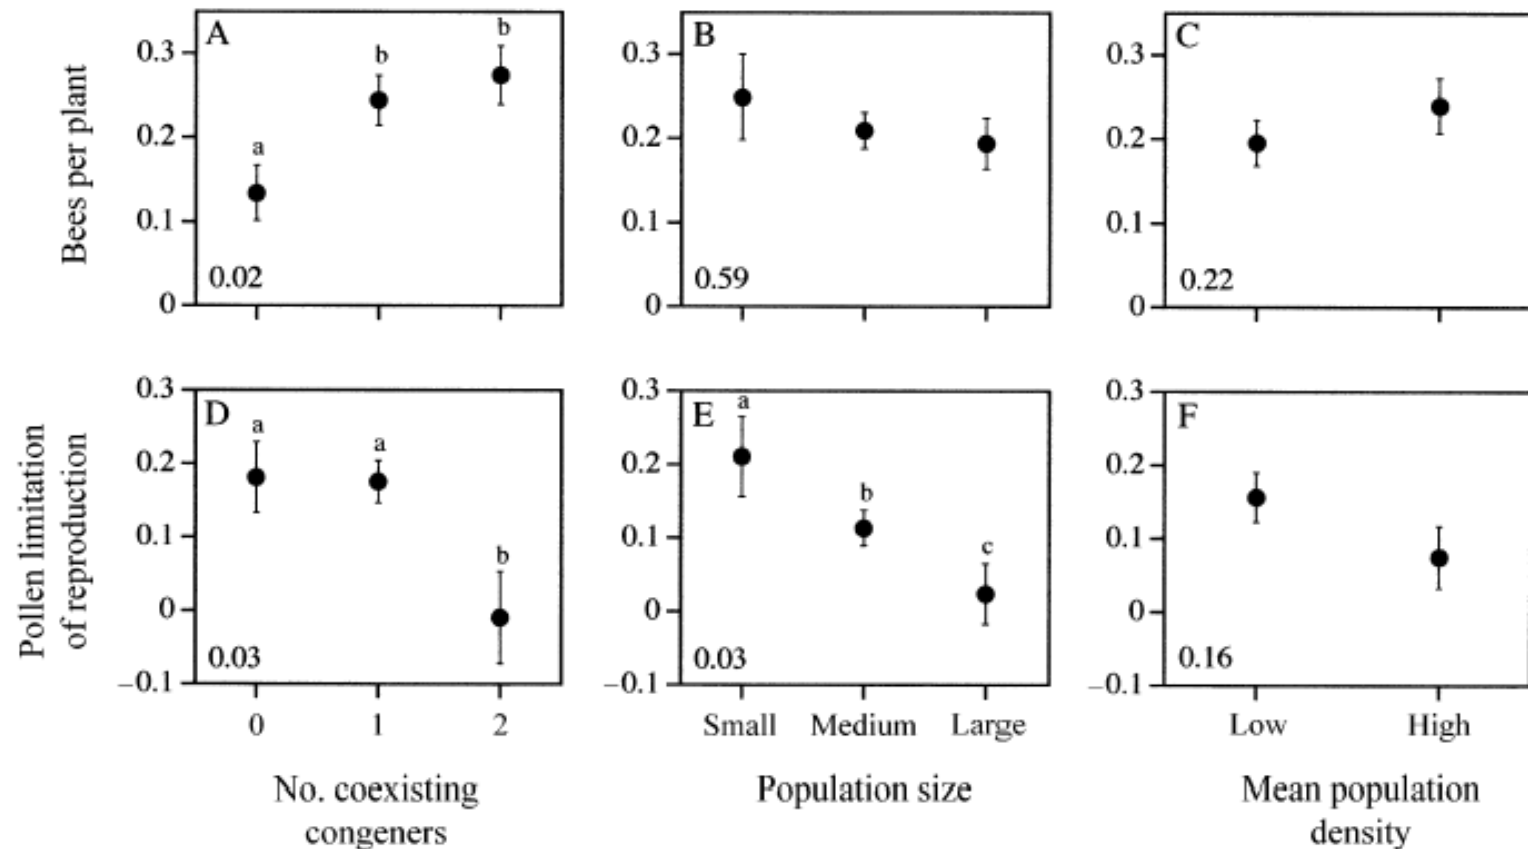 A
B
C
Bees per plant
0.3
0.2
0.1
0
a
b
b
0.02
0.3
0.2
0.1
0
0.59
0.3
0.2
0.1
0
0.22
D
E
F
Pollen limitation
of reproduction
0.3
0.2
0.1
0
−0.1
a
a
b
0.03
0
1
2
No. coexisting
congeners
0.3
0.2
0.1
0
−0.1
a
b
c
0.03
Small Medium Large
Population size
0.3
0.2
0.1
0
−0.1
0.16
Low High
Mean population
density